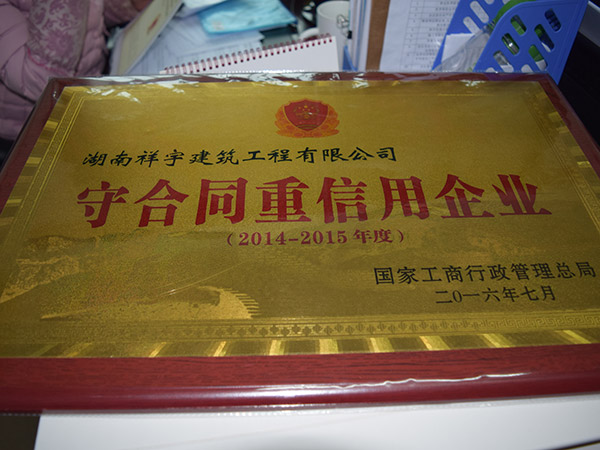 湖南祥宇建筑工程有限公司
守合同重信用企业
(2014-2015年度)
国家工商行政管理总局
二〇一六年七月